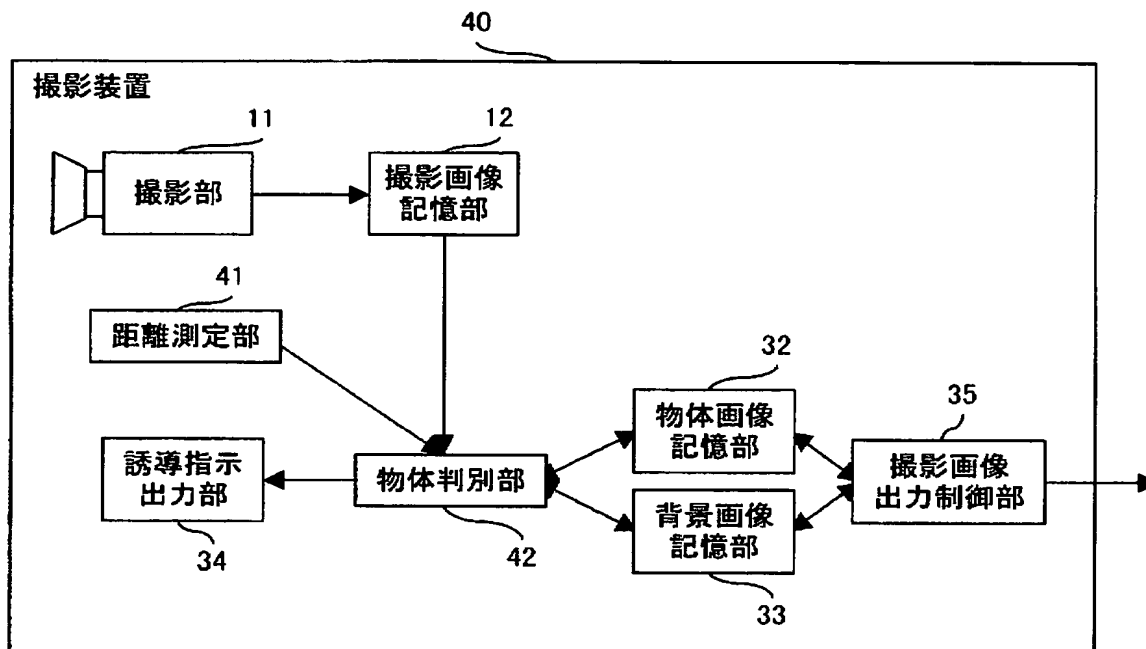 40
撮影装置
11
12
撮影部
撮影画像
記憶部
41
距離測定部
32
35
物体画像
記憶部
撮影画像
出力制御部
誘導指示
出力部
物体判別部
背景画像
記憶部
34
42
33